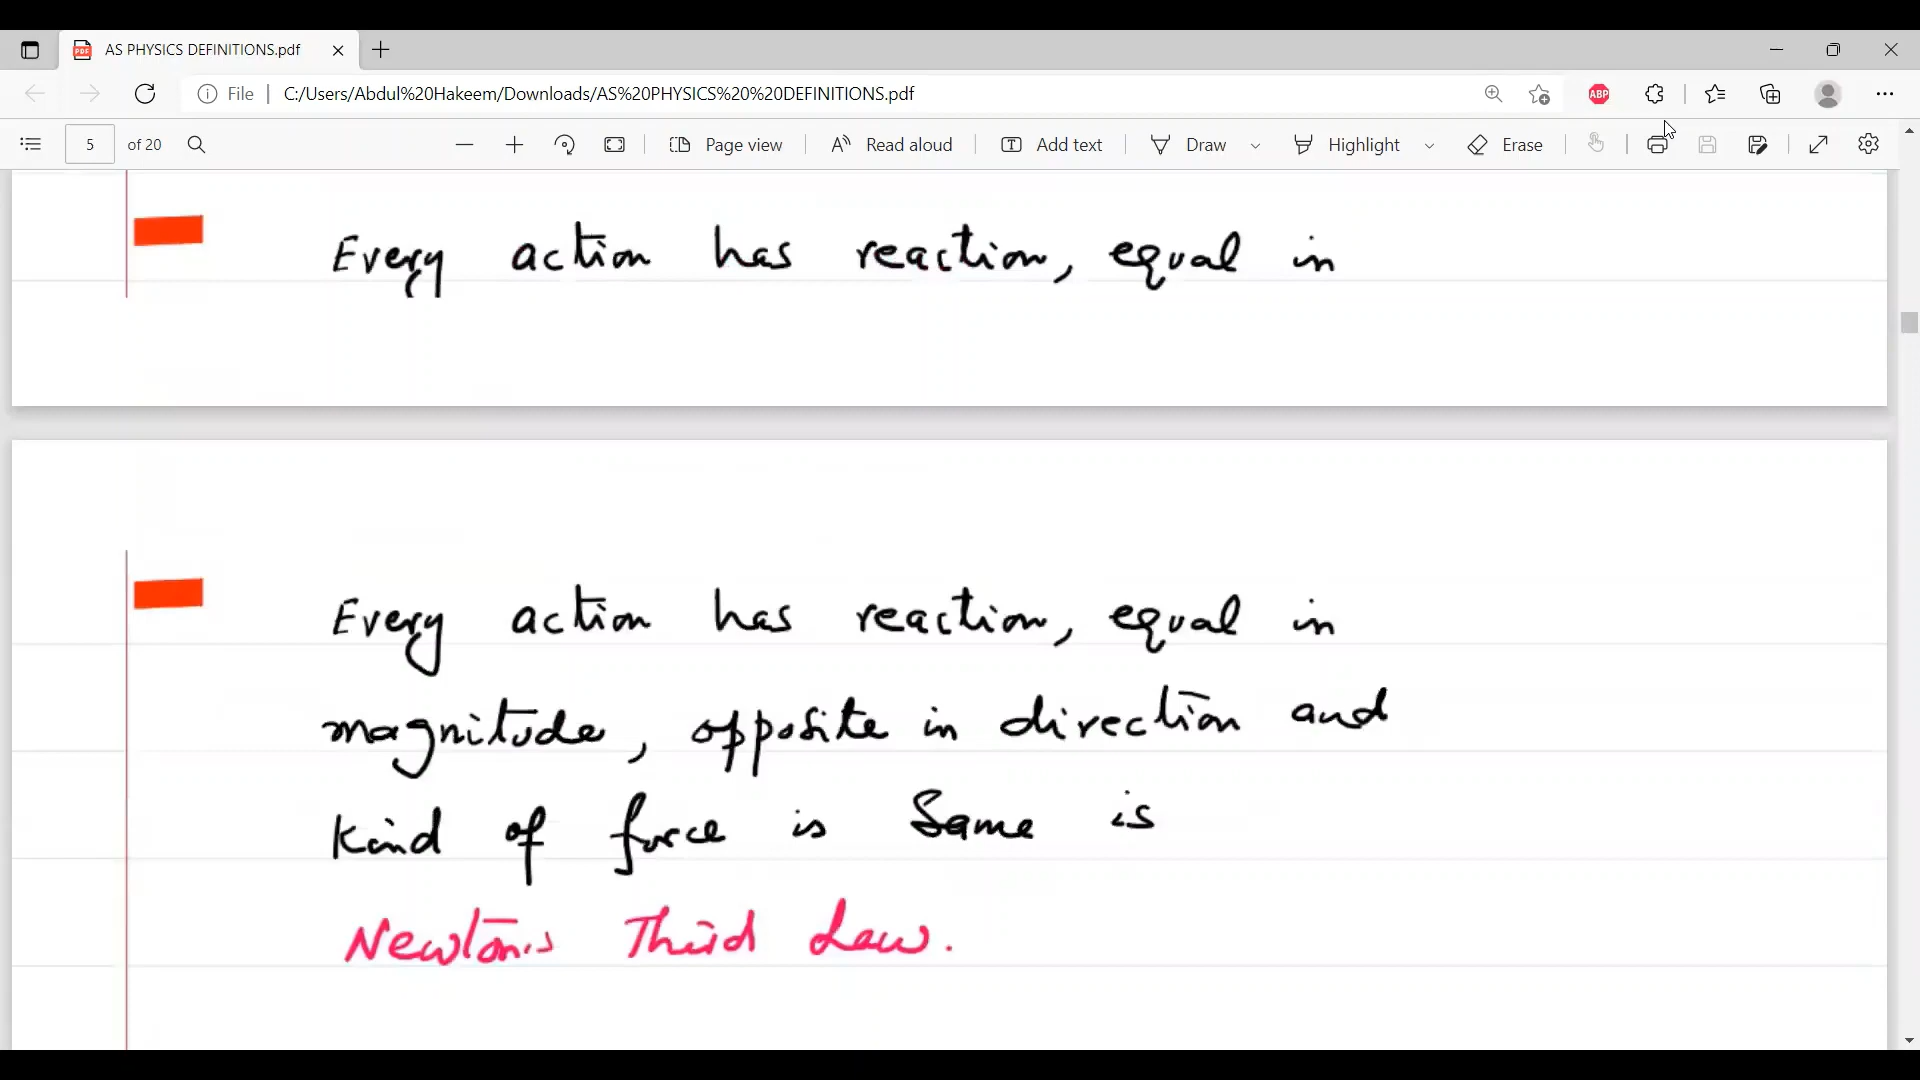 AS PHYSICS DEFINITIONS.pdf
File C:/Users/Abdul%20Hakeem/Downloads/AS%20PHYSICS%20%20DEFINITIONS.pdf
ABP
5 of 20 Page view Read aloud Add text Draw Highlight Erase
Every action has reaction, equal in
Every action has reaction, equal in
magnitude, opposite in direction and
Kind of force is Same is
Newton's Third Law.